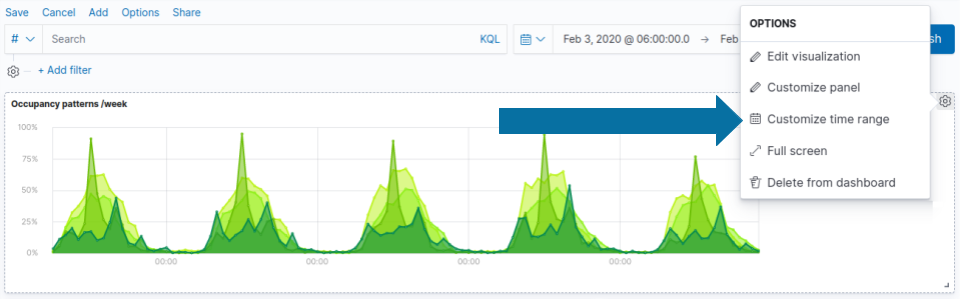 Save Cancel Add Options Share
# Search KQL Feb 3, 2020 @ 06:00:00.0 → Feb sh
+ Add filter
OPTIONS
Edit visualization
Customize panel
Customize time range
Full screen
Delete from dashboard
Occupancy patterns /week
100%
75%
50%
25%
0%
00:00 00:00 00:00 00:00